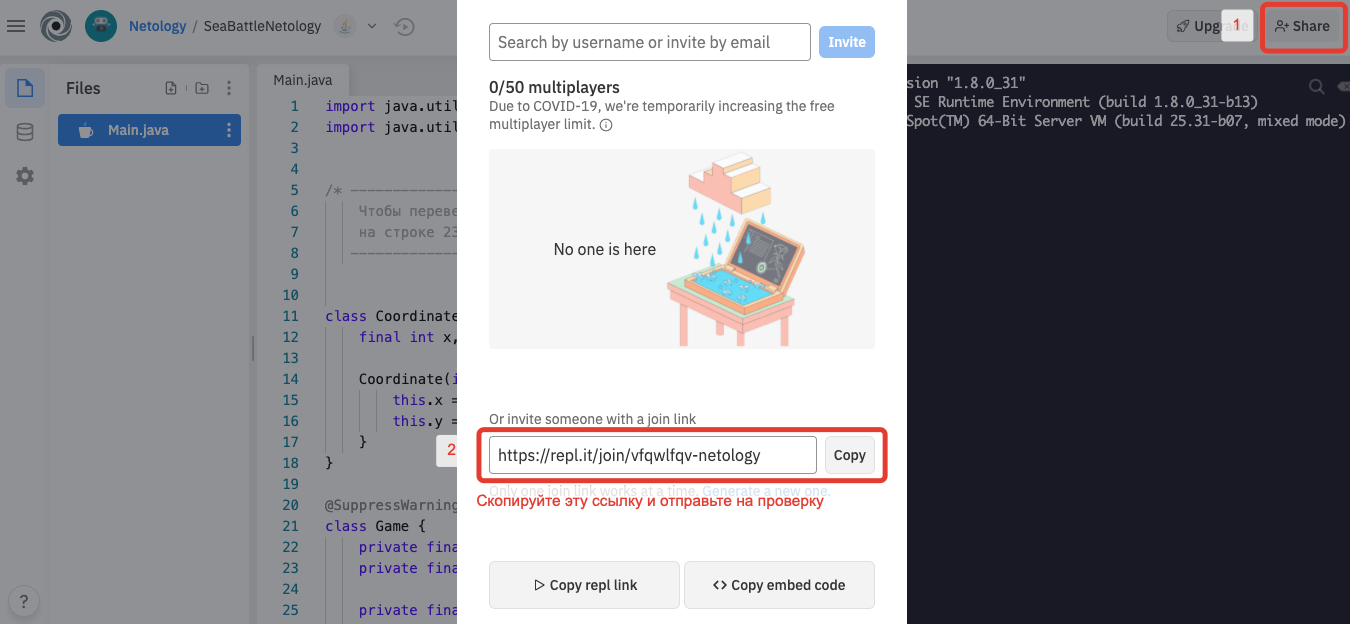 Netology / SeaBattleNetology
Upgrade
1
Share
Files
Main.java
Main.java
1 import java.util
2 import java.util
3
4
5 /* ---------------
6 Чтобы переве
7 на строке 23
8 ---------------
9
10
11 class Coordinate
12 final int x,
13
14 Coordinate(i
15 this.x =
16 this.y =
17 }
18 }
19
20 @SuppressWarning
21 class Game {
22 private fina
23 private fina
24
25 private fina
?
Search by username or invite by email
Invite
0/50 multiplayers
Due to COVID-19, we're temporarily increasing the free
multiplayer limit.
No one is here
Or invite someone with a join link
2
https://repl.it/join/vfqwlfqv-netology
Copy
Only one join link works at a time. Generate a new one.
Скопируйте эту ссылку и отправьте на проверку
Copy repl link
<> Copy embed code
sion "1.8.0_31"
SE Runtime Environment (build 1.8.0_31-b13)
Spot(TM) 64-Bit Server VM (build 25.31-b07, mixed mode)